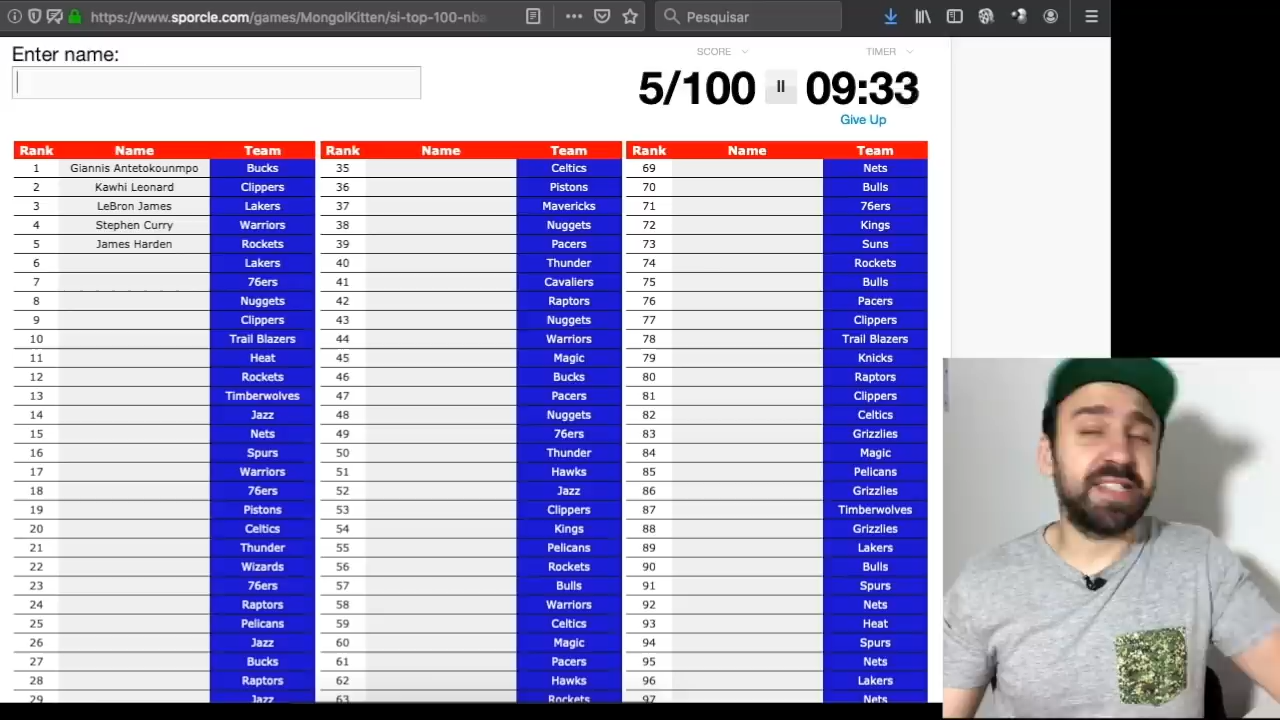 https://www.sporcle.com/games/MongolKitten/si-top-100-nba
Pesquisar
Enter name:
SCORE
TIMER
5/100
09:33
Give Up
Rank Name Team Rank Name Team Rank Name Team
1 Giannis Antetokounmpo Bucks 35 Celtics 69 Nets
2 Kawhi Leonard Clippers 36 Pistons 70 Bulls
3 LeBron James Lakers 37 Mavericks 71 76ers
4 Stephen Curry Warriors 38 Nuggets 72 Kings
5 James Harden Rockets 39 Pacers 73 Suns
6 Lakers 40 Thunder 74 Rockets
7 76ers 41 Cavaliers 75 Bulls
8 Nuggets 42 Raptors 76 Pacers
9 Clippers 43 Nuggets 77 Clippers
10 Trail Blazers 44 Warriors 78 Trail Blazers
11 Heat 45 Magic 79 Knicks
12 Rockets 46 Bucks 80 Raptors
13 Timberwolves 47 Pacers 81 Clippers
14 Jazz 48 Nuggets 82 Celtics
15 Nets 49 76ers 83 Grizzlies
16 Spurs 50 Thunder 84 Magic
17 Warriors 51 Hawks 85 Pelicans
18 76ers 52 Jazz 86 Grizzlies
19 Pistons 53 Clippers 87 Timberwolves
20 Celtics 54 Kings 88 Grizzlies
21 Thunder 55 Pelicans 89 Lakers
22 Wizards 56 Rockets 90 Bulls
23 76ers 57 Bulls 91 Spurs
24 Raptors 58 Warriors 92 Nets
25 Pelicans 59 Celtics 93 Heat
26 Jazz 60 Magic 94 Spurs
27 Bucks 61 Pacers 95 Nets
28 Raptors 62 Hawks 96 Lakers
29 Jazz 63 Rockets 97 Nets